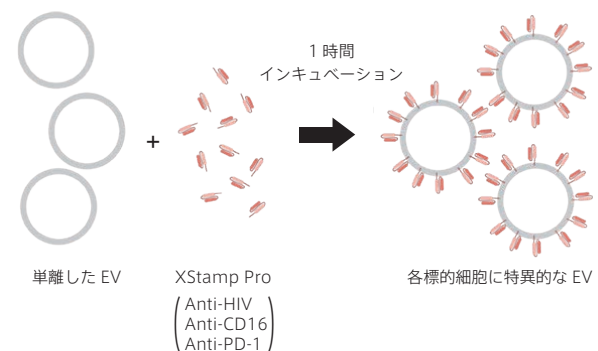 1 時間
インキュベーション
+
単離した EV
XStamp Pro
Anti-HIV
Anti-CD16
Anti-PD-1
各標的細胞に特異的な EV